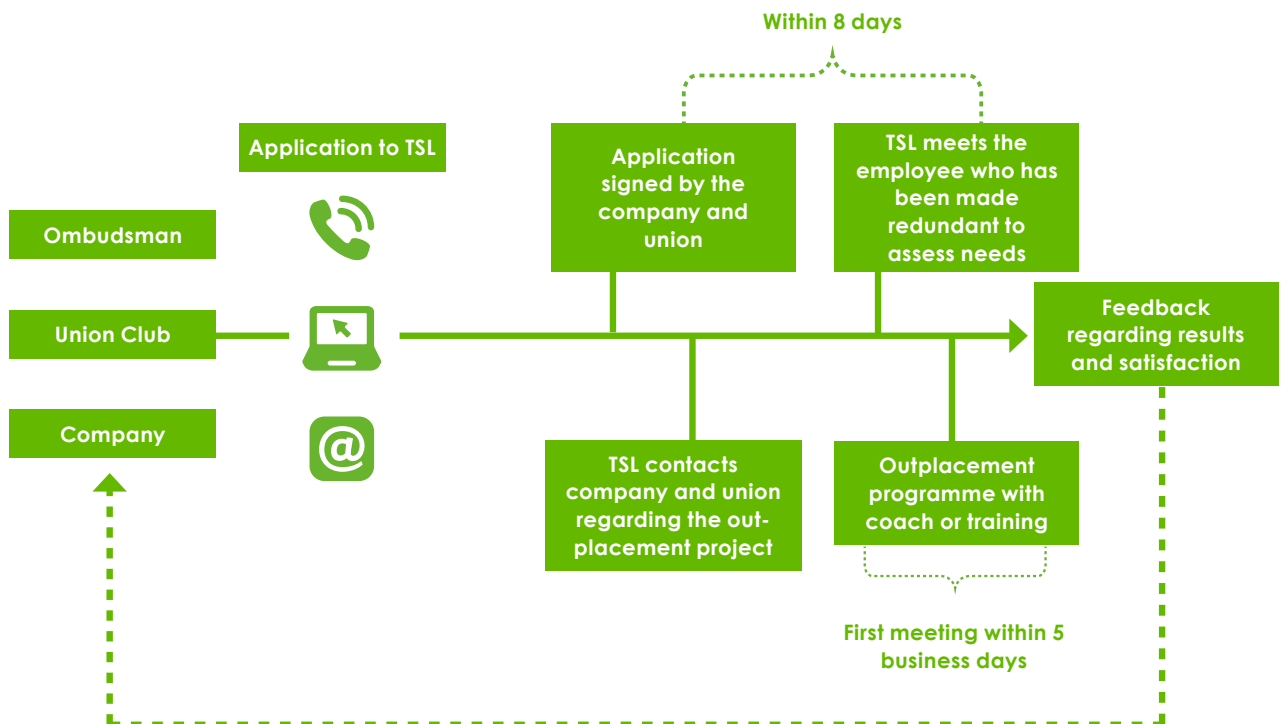 Within 8 days
Application to TSL
Ombudsman
Union Club
Company
@
Application
signed by the
company and
union
TSL meets the
employee who has
been made
redundant to
assess needs
TSL contacts
company and union
regarding the out-
placement project
Outplacement
programme with
coach or training
First meeting within 5
business days
Feedback
regarding results
and satisfaction